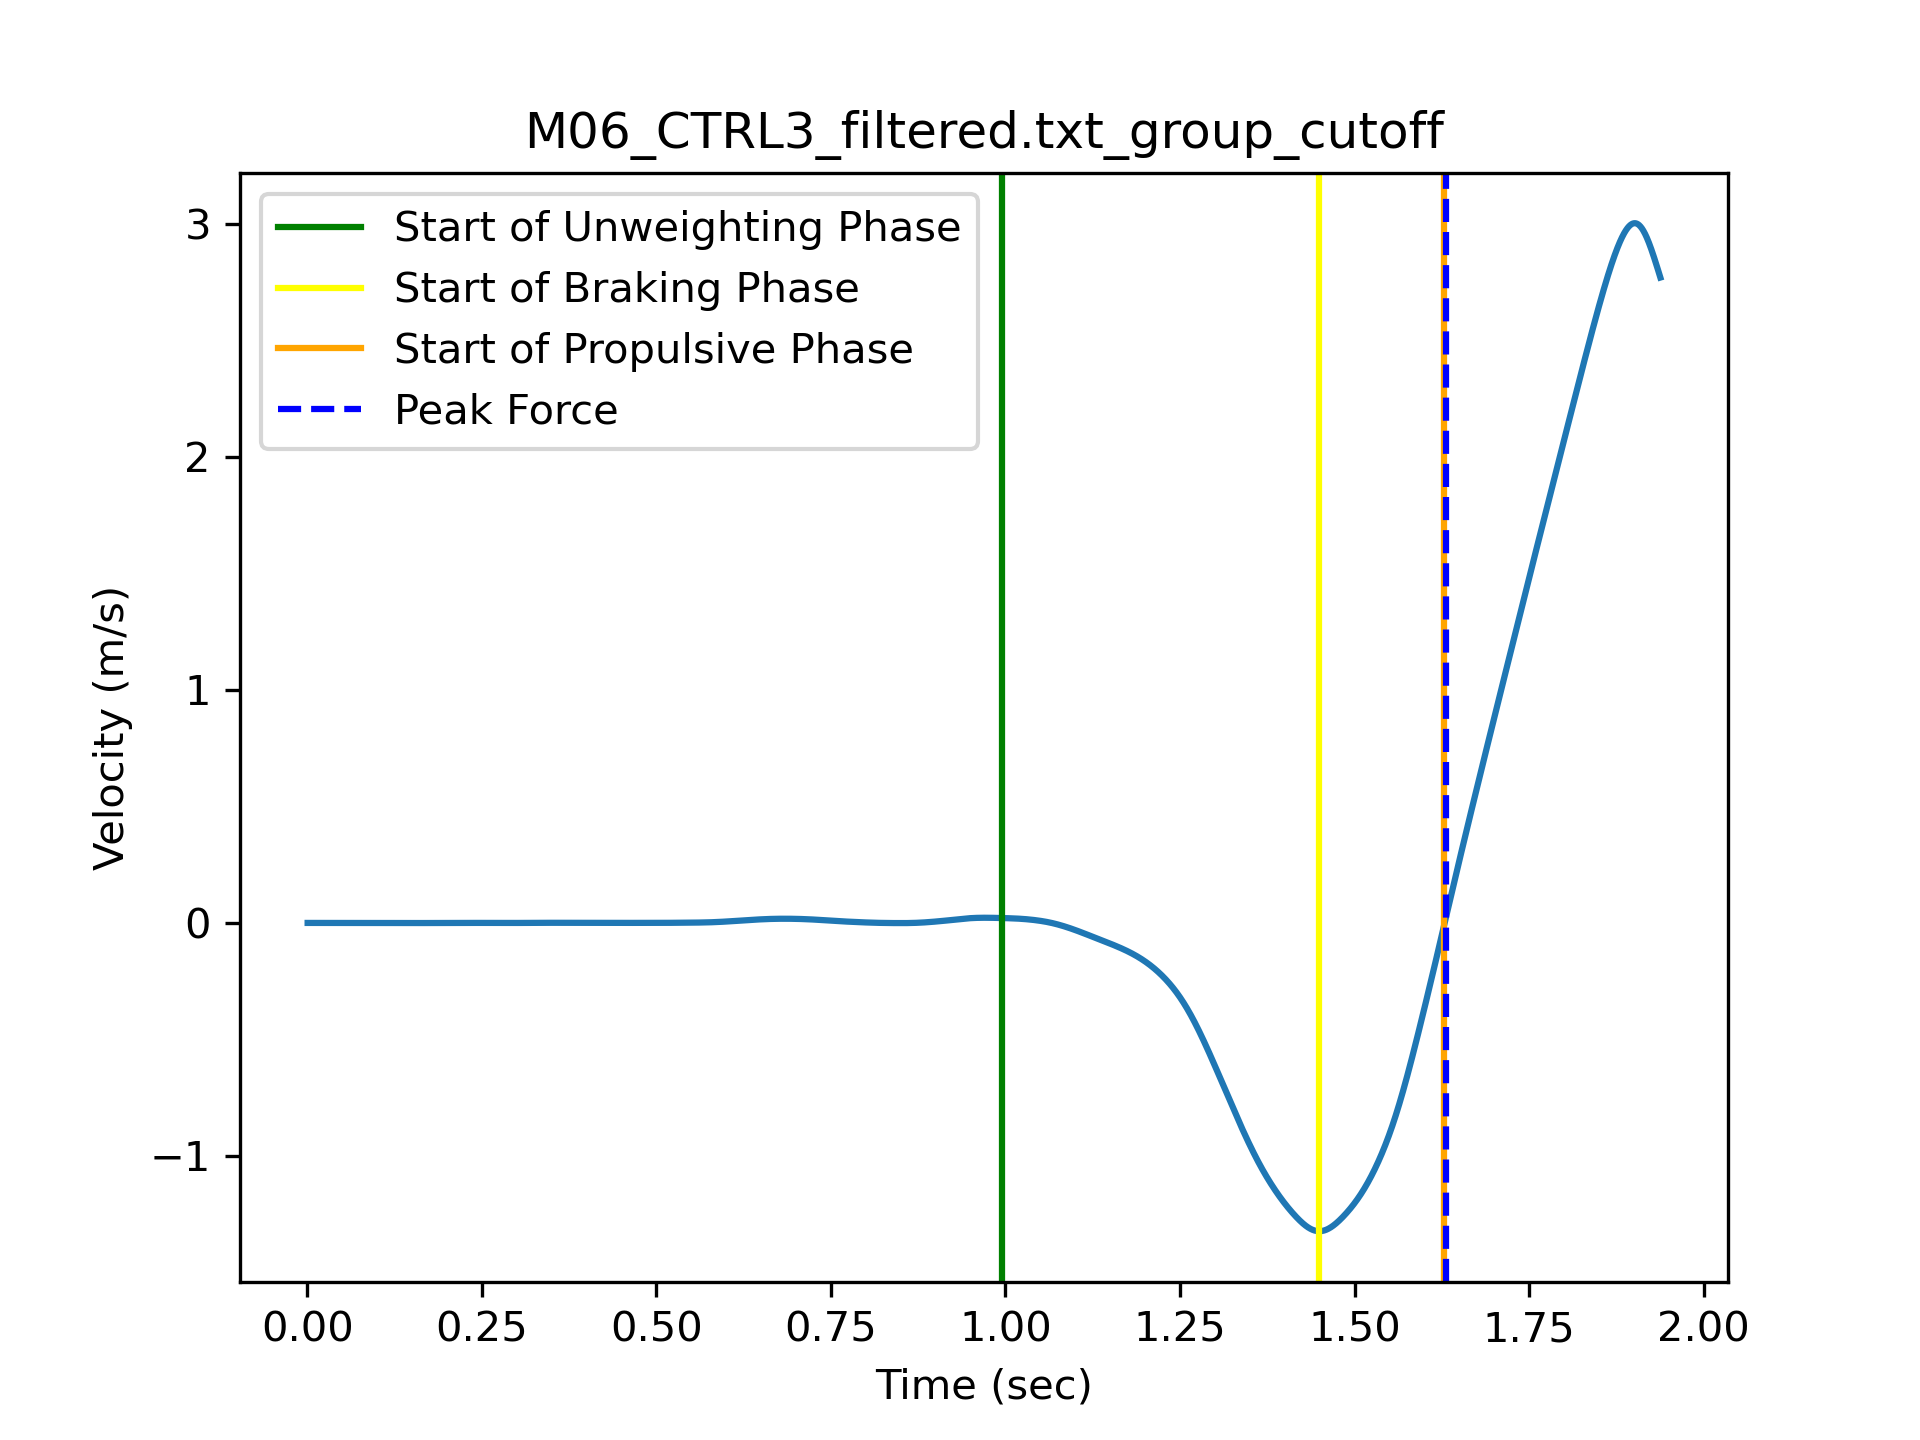 M06_CTRL3_filtered.txt_group_cutoff
Start of Unweighting Phase
Start of Braking Phase
Start of Propulsive Phase
Peak Force
3
2
1
0
−1
Velocity (m/s)
0.00 0.25 0.50 0.75 1.00 1.25 1.50 1.75 2.00
Time (sec)